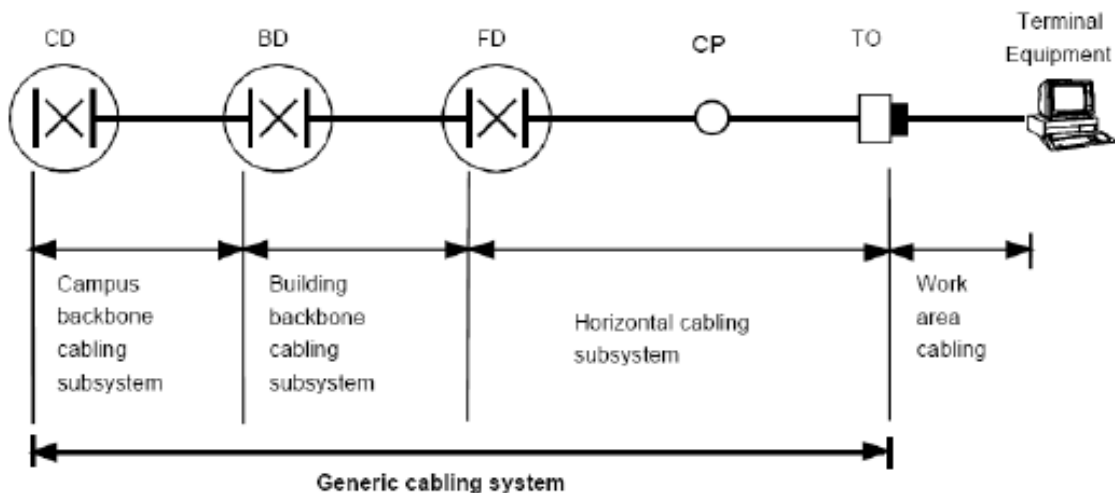 CD
BD
FD
CP
TO
Terminal
Equipment
Campus
backbone
cabling
subsystem
Building
backbone
cabling
subsystem
Horizontal cabling
subsystem
Work
area
cabling
Generic cabling system